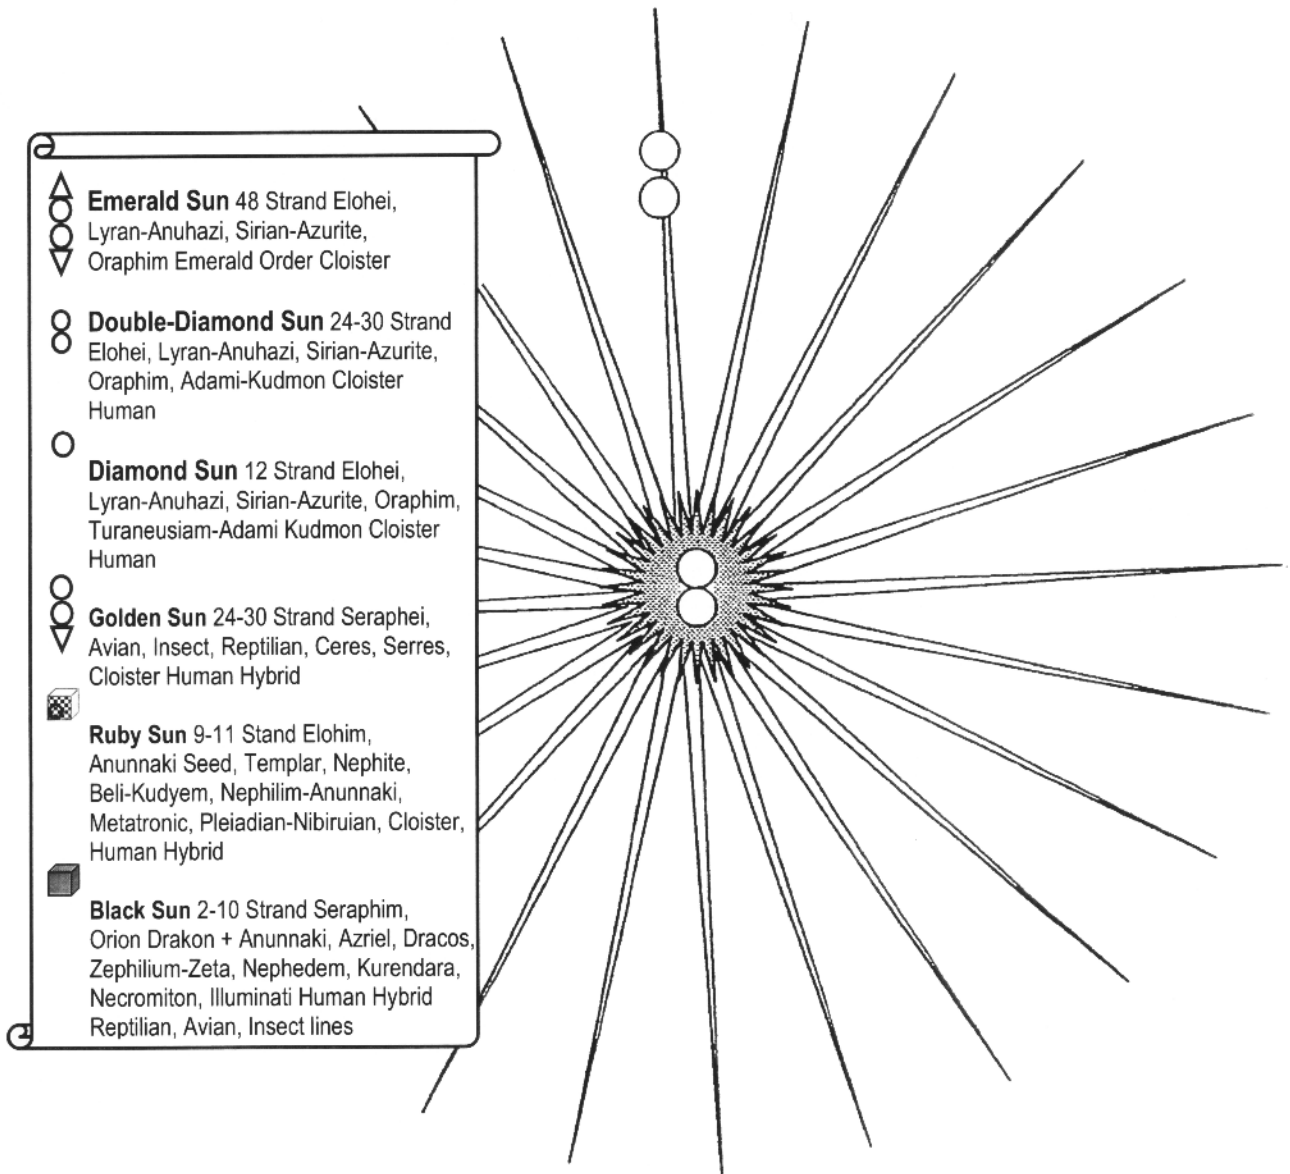 Emerald Sun 48 Strand Elohei,
Lyran-Anuhazi, Sirian-Azurite,
Oraphim Emerald Order Cloister
Double-Diamond Sun 24-30 Strand
Elohei, Lyran-Anuhazi, Sirian-Azurite,
Oraphim, Adami-Kudmon Cloister
Human
Diamond Sun 12 Strand Elohei,
Lyran-Anuhazi, Sirian-Azurite, Oraphim,
Turaneusiam-Adami Kudmon Cloister
Human
Golden Sun 24-30 Strand Seraphei,
Avian, Insect, Reptilian, Ceres, Serres,
Cloister Human Hybrid
Ruby Sun 9-11 Stand Elohim,
Anunnaki Seed, Templar, Nephite,
Beli-Kudyem, Nephilim-Anunnaki,
Metatronic, Pleiadian-Nibiruian, Cloister,
Human Hybrid
Black Sun 2-10 Strand Seraphim,
Orion Drakon + Anunnaki, Azriel, Dracos,
Zephilium-Zeta, Nephedem, Kurendara,
Necromiton, Illuminati Human Hybrid
Reptilian, Avian, Insect lines